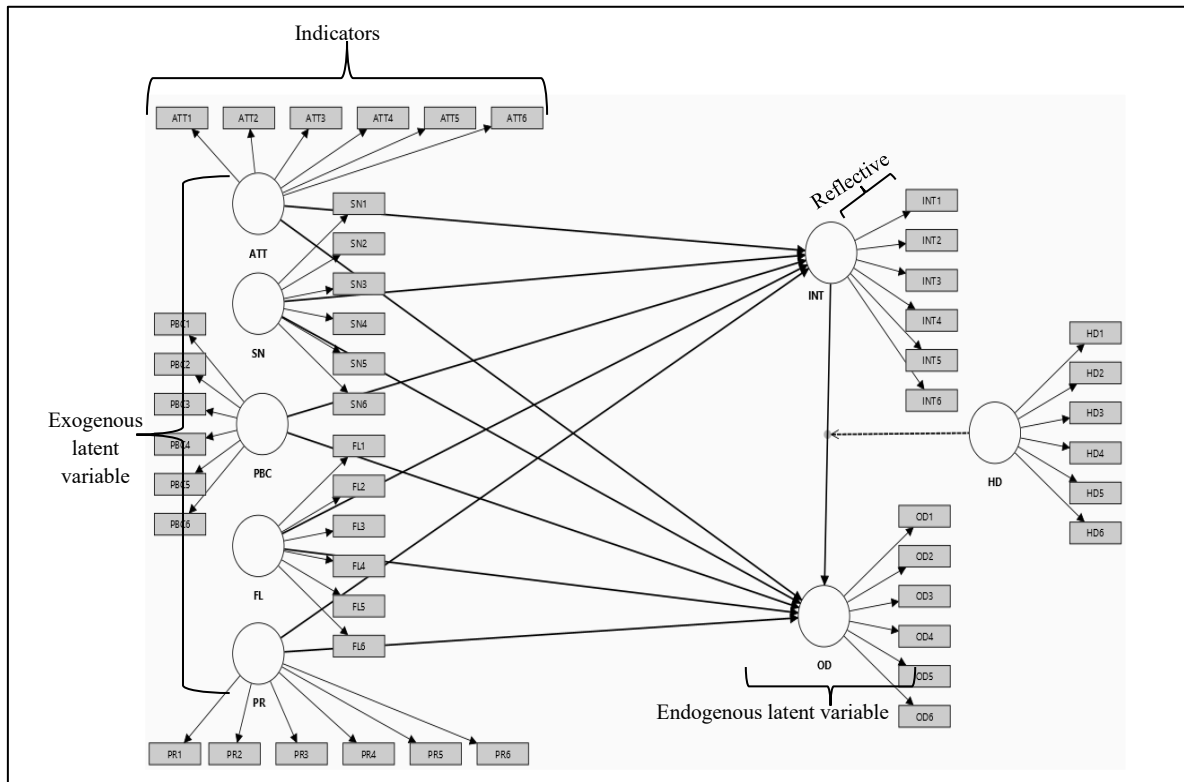 Indicators
ATT1 ATT2 ATT3 ATT4 ATT5 ATT6
ATT
SN1
SN2
SN3
SN4
SN5
SN6
SN
PBC1
PBC2
PBC3
PBC4
PBC5
PBC6
PBC
Exogenous
latent
variable
FL1
FL2
FL3
FL4
FL5
FL6
FL
PR
PR1 PR2 PR3 PR4 PR5 PR6
Reflective
INT
INT1
INT2
INT3
INT4
INT5
INT6
HD1
HD2
HD3
HD4
HD5
HD6
HD
OD1
OD2
OD3
OD4
OD5
OD6
OD
Endogenous latent variable